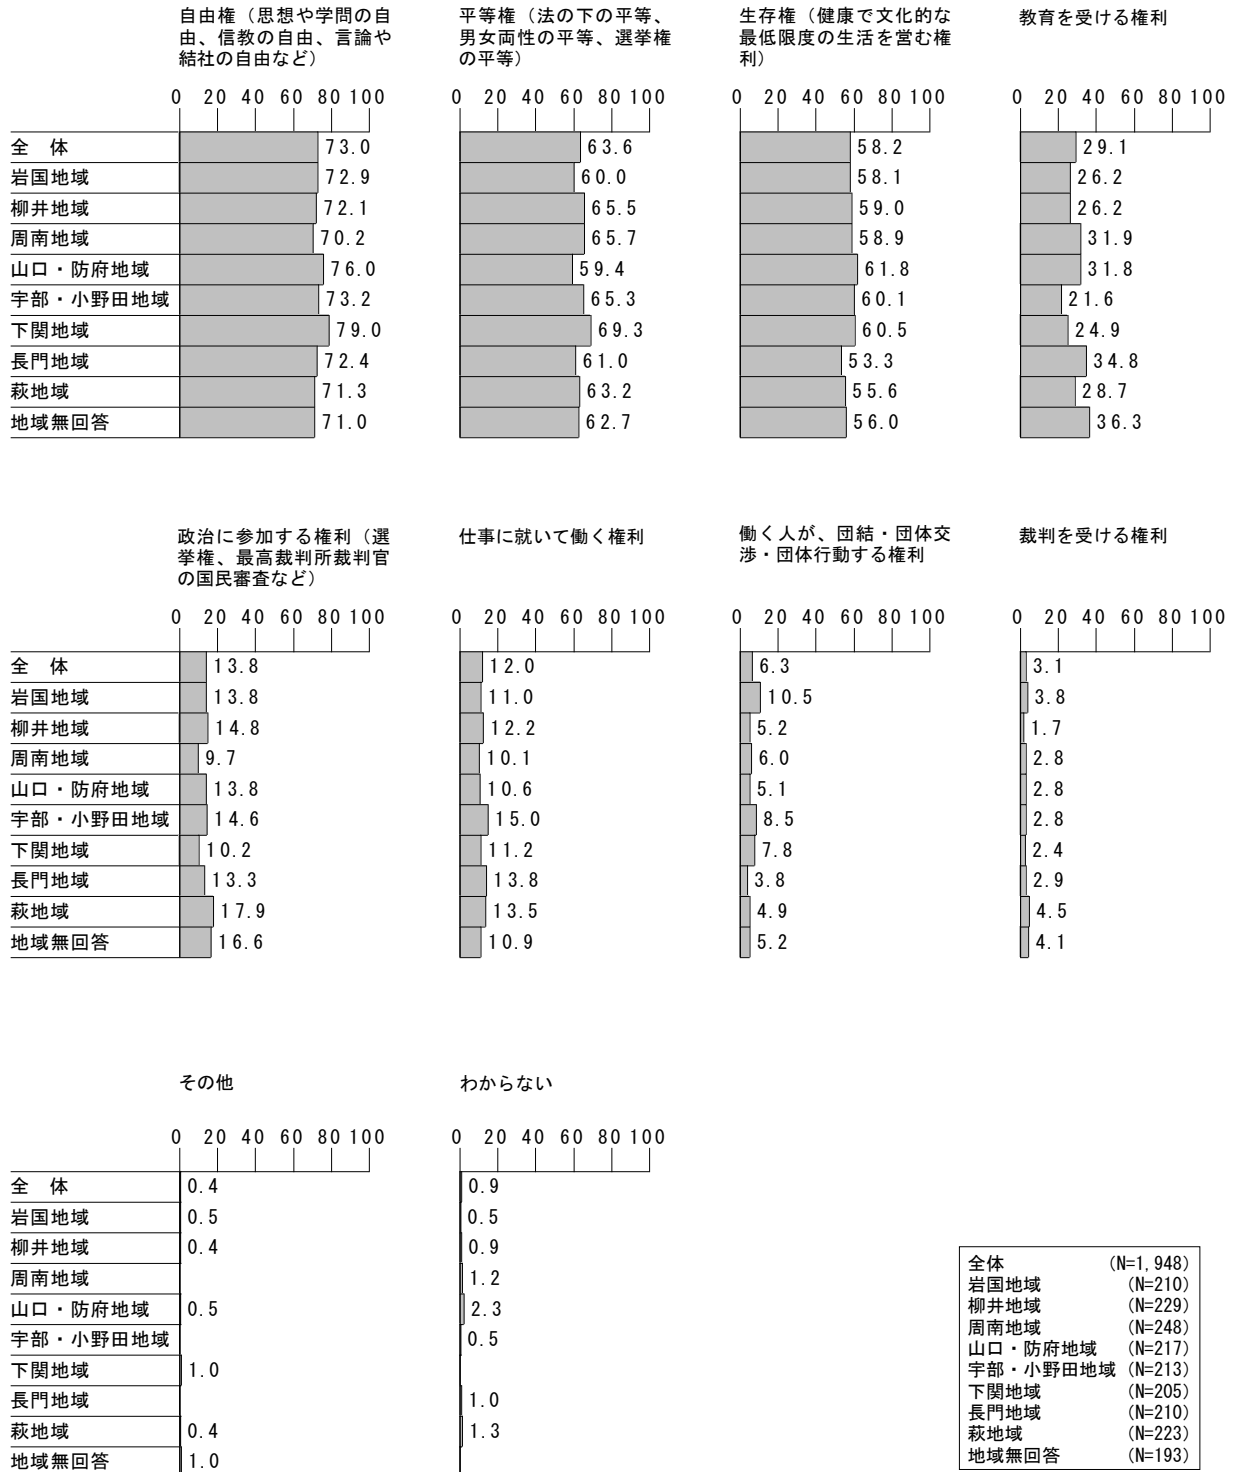 自由権（思想や学問の自
由、信教の自由、言論や
結社の自由など）
平等権（法の下の平等、
男女両性の平等、選挙権
の平等）
生存権（健康で文化的な
最低限度の生活を営む権
利）
教育を受ける権利
0 20 40 60 80 100 0 20 40 60 80 100 0 20 40 60 80 100 0 20 40 60 80 100
全　体 73.0 63.6 58.2 29.1
岩国地域 72.9 60.0 58.1 26.2
柳井地域 72.1 65.5 59.0 26.2
周南地域 70.2 65.7 58.9 31.9
山口・防府地域 76.0 59.4 61.8 31.8
宇部・小野田地域 73.2 65.3 60.1 21.6
下関地域 79.0 69.3 60.5 24.9
長門地域 72.4 61.0 53.3 34.8
萩地域 71.3 63.2 55.6 28.7
地域無回答 71.0 62.7 56.0 36.3
政治に参加する権利（選
挙権、最高裁判所裁判官
の国民審査など）
仕事に就いて働く権利
働く人が、団結・団体交
渉・団体行動する権利
裁判を受ける権利
0 20 40 60 80 100 0 20 40 60 80 100 0 20 40 60 80 100 0 20 40 60 80 100
全　体 13.8 12.0 6.3 3.1
岩国地域 13.8 11.0 10.5 3.8
柳井地域 14.8 12.2 5.2 1.7
周南地域 9.7 10.1 6.0 2.8
山口・防府地域 13.8 10.6 5.1 2.8
宇部・小野田地域 14.6 15.0 8.5 2.8
下関地域 10.2 11.2 7.8 2.4
長門地域 13.3 13.8 3.8 2.9
萩地域 17.9 13.5 4.9 4.5
地域無回答 16.6 10.9 5.2 4.1
その他
わからない
0 20 40 60 80 100 0 20 40 60 80 100
全　体 0.4 0.9
岩国地域 0.5 0.5
柳井地域 0.4 0.9
周南地域 1.2
山口・防府地域 0.5 2.3
宇部・小野田地域 0.5
下関地域 1.0
長門地域 1.0
萩地域 0.4 1.3
地域無回答 1.0
全体 (N=1,948)
岩国地域 (N=210)
柳井地域 (N=229)
周南地域 (N=248)
山口・防府地域 (N=217)
宇部・小野田地域 (N=213)
下関地域 (N=205)
長門地域 (N=210)
萩地域 (N=223)
地域無回答 (N=193)